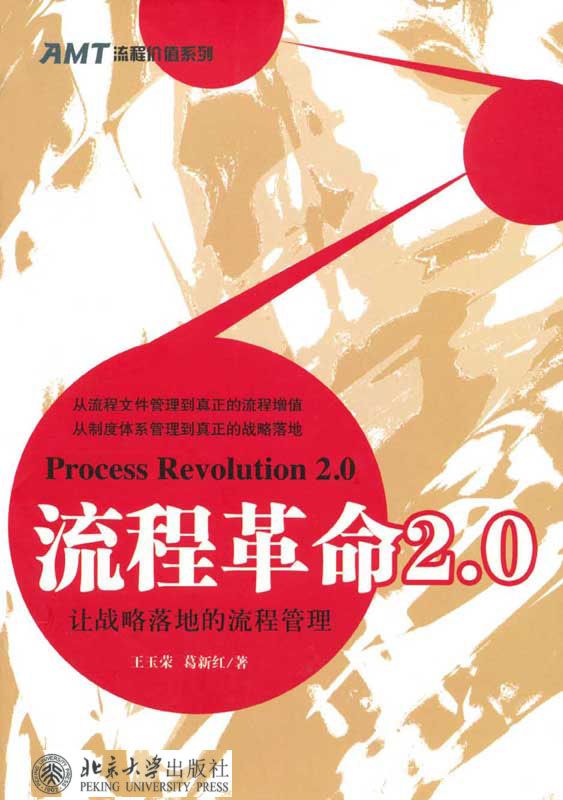 AMT 流程价值系列
从流程文件管理到真正的流程增值
从制度体系管理到真正的战略落地
Process Revolution 2.0
流程革命2.0
让战略落地的流程管理
王玉荣 葛新红/著
北京大学出版社
PEKING UNIVERSITY PRESS